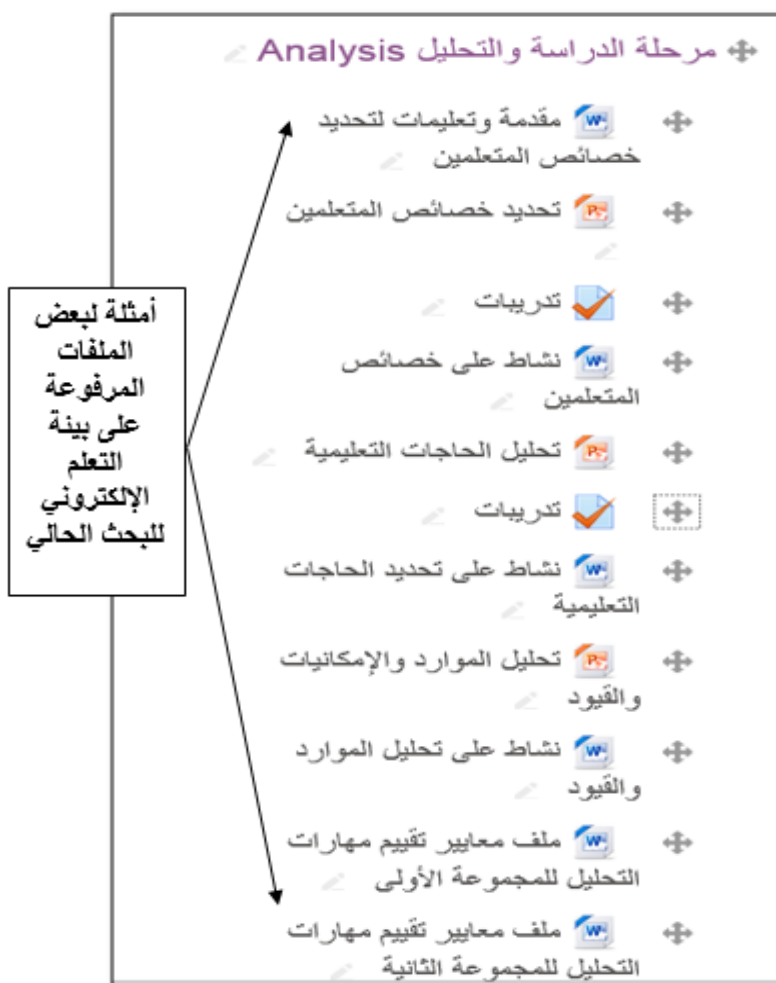 مرحلة الدراسة والتحليل Analysis
مقدمة وتعليمات لتحديد
خصائص المتعلمين
تحديد خصائص المتعلمين
تدريبات
نشاط على خصائص
المتعلمين
تحليل الحاجات التعليمية
تدريبات
نشاط على تحديد الحاجات
التعليمية
تحليل الموارد والإمكانيات
والقيود
نشاط على تحليل الموارد
والقيود
ملف معايير تقييم مهارات
التحليل للمجموعة الأولى
ملف معايير تقييم مهارات
التحليل للمجموعة الثانية
أمثلة لبعض
الملفات
المرفوعة
على بيئة
التعلم
الإلكتروني
للبحث الحالي